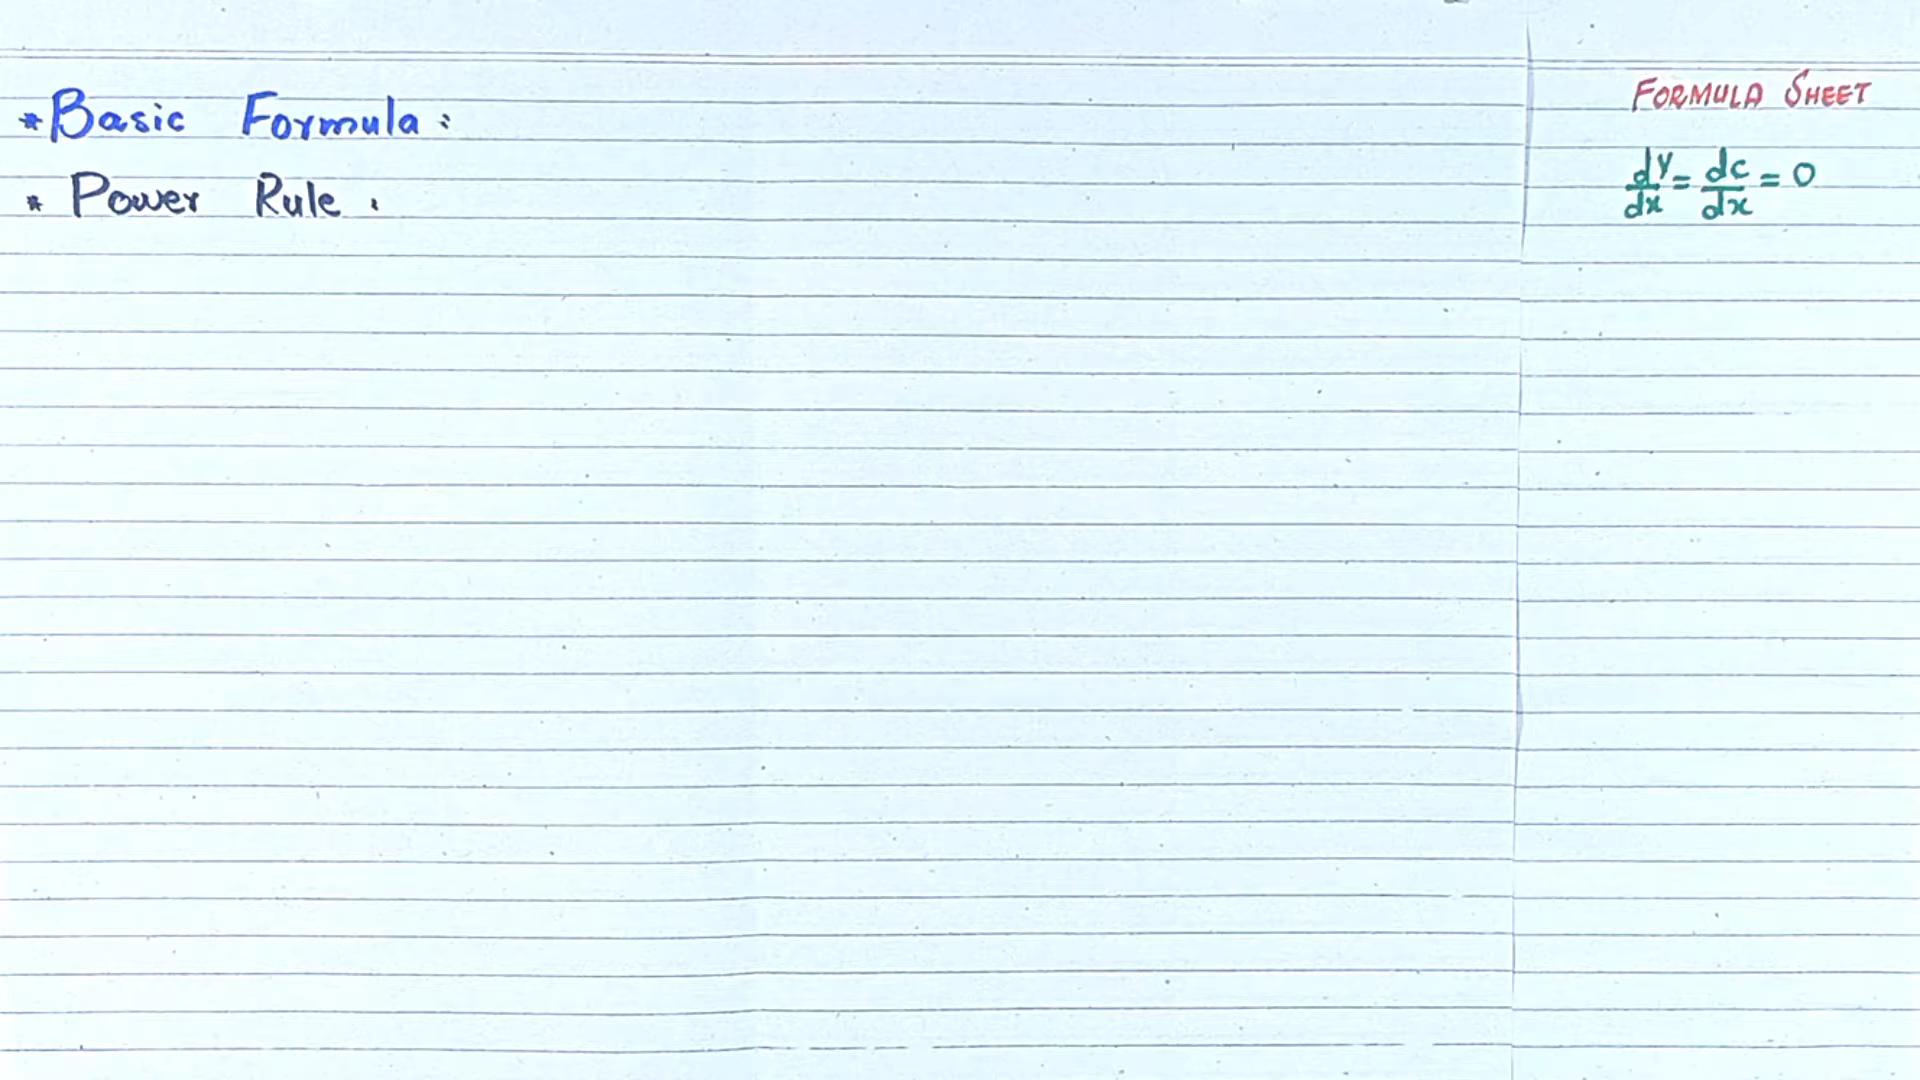 * Basic Formula :
* Power Rule .
FORMULA SHEET
dy/dx = dc/dx = 0